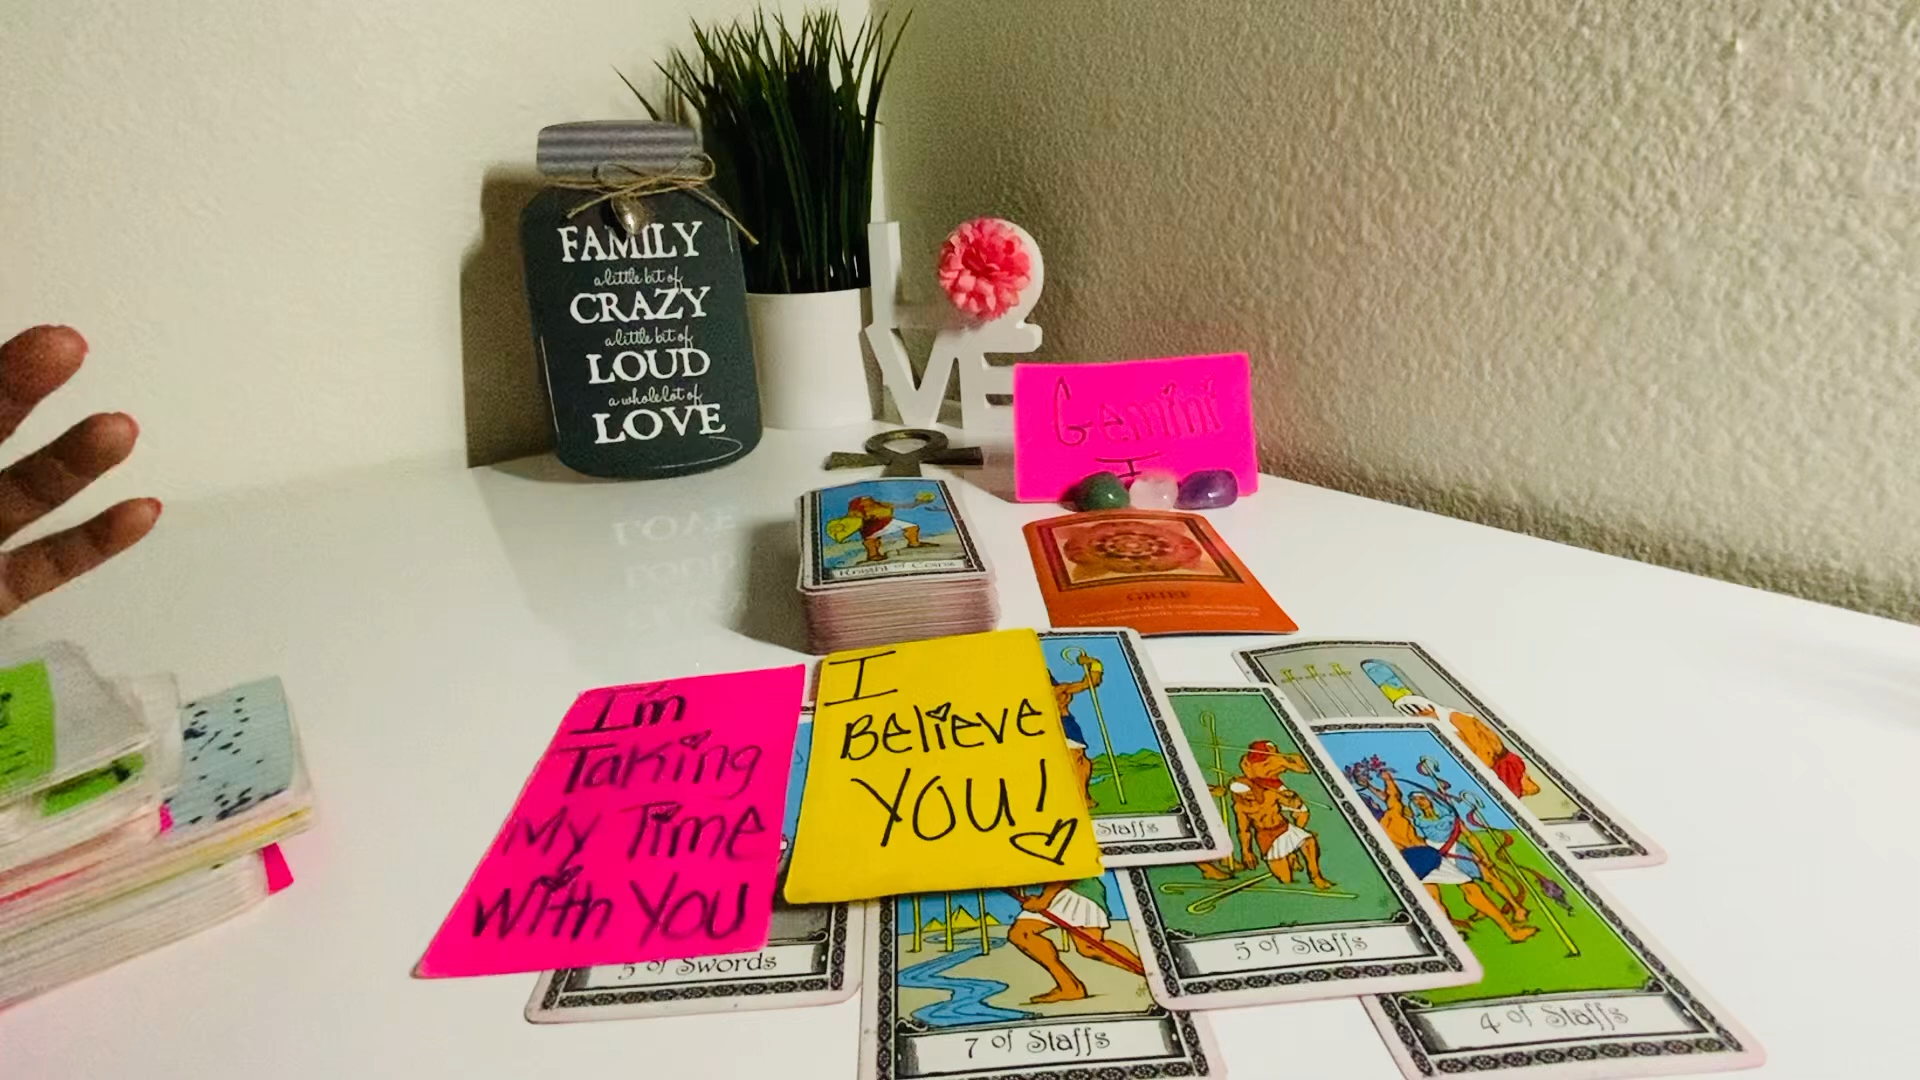 FAMILY
a little bit of
CRAZY
a little bit of
LOUD
a whole lot of
LOVE
LOVE
Gemini
Knight of Coins
GRIEF
I'm
Taking
My Time
With You
I
Believe
YOU!
Staffs
5 of Swords
7 of Staffs
5 of Staffs
4 of Staffs